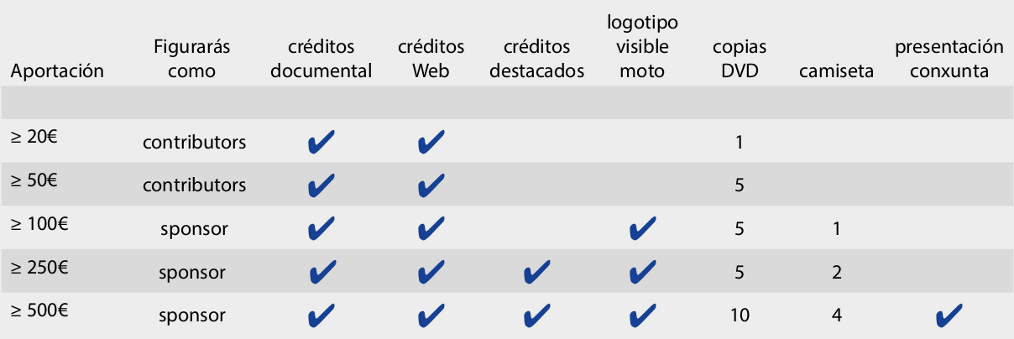 Aportación Figurarás como créditos documental créditos Web créditos destacados logotipo visible moto copias DVD camiseta presentación conxunta
≥ 20€ contributors ✔ ✔ 1
≥ 50€ contributors ✔ ✔ 5
≥ 100€ sponsor ✔ ✔ ✔ 5 1
≥ 250€ sponsor ✔ ✔ ✔ ✔ 5 2
≥ 500€ sponsor ✔ ✔ ✔ ✔ 10 4 ✔